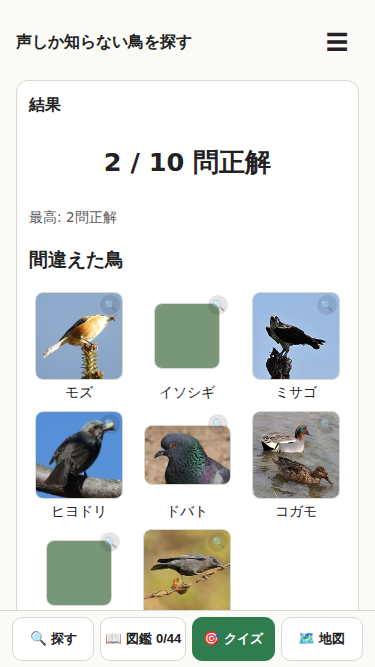 声しか知らない鳥を探す
結果
2 / 10 問正解
最高: 2問正解
間違えた鳥
モズ
イソシギ
ミサゴ
ヒヨドリ
ドバト
コガモ
探す
図鑑 0/44
クイズ
地図